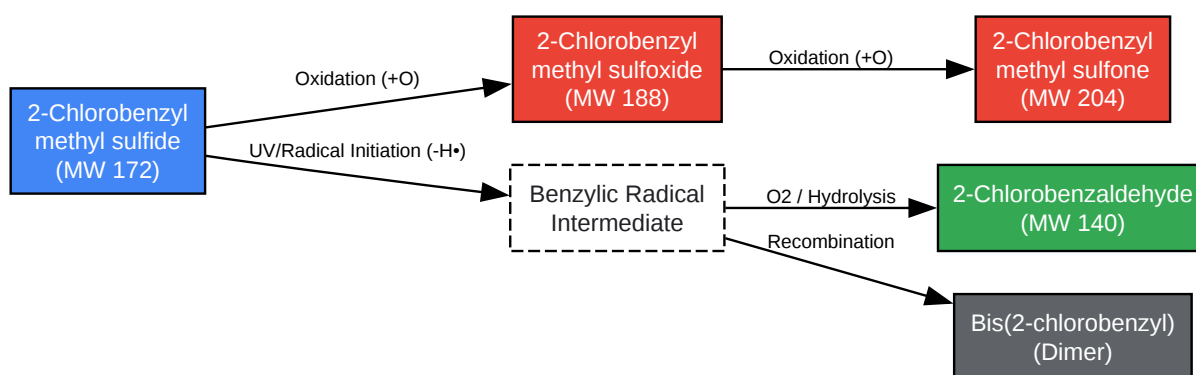 2-Chlorobenzyl
methyl sulfide
(MW 172)
Oxidation (+O)
UV/Radical Initiation (-H•)
2-Chlorobenzyl
methyl sulfoxide
(MW 188)
Oxidation (+O)
2-Chlorobenzyl
methyl sulfone
(MW 204)
Benzylic Radical
Intermediate
O2 / Hydrolysis
Recombination
2-Chlorobenzaldehyde
(MW 140)
Bis(2-chlorobenzyl)
(Dimer)